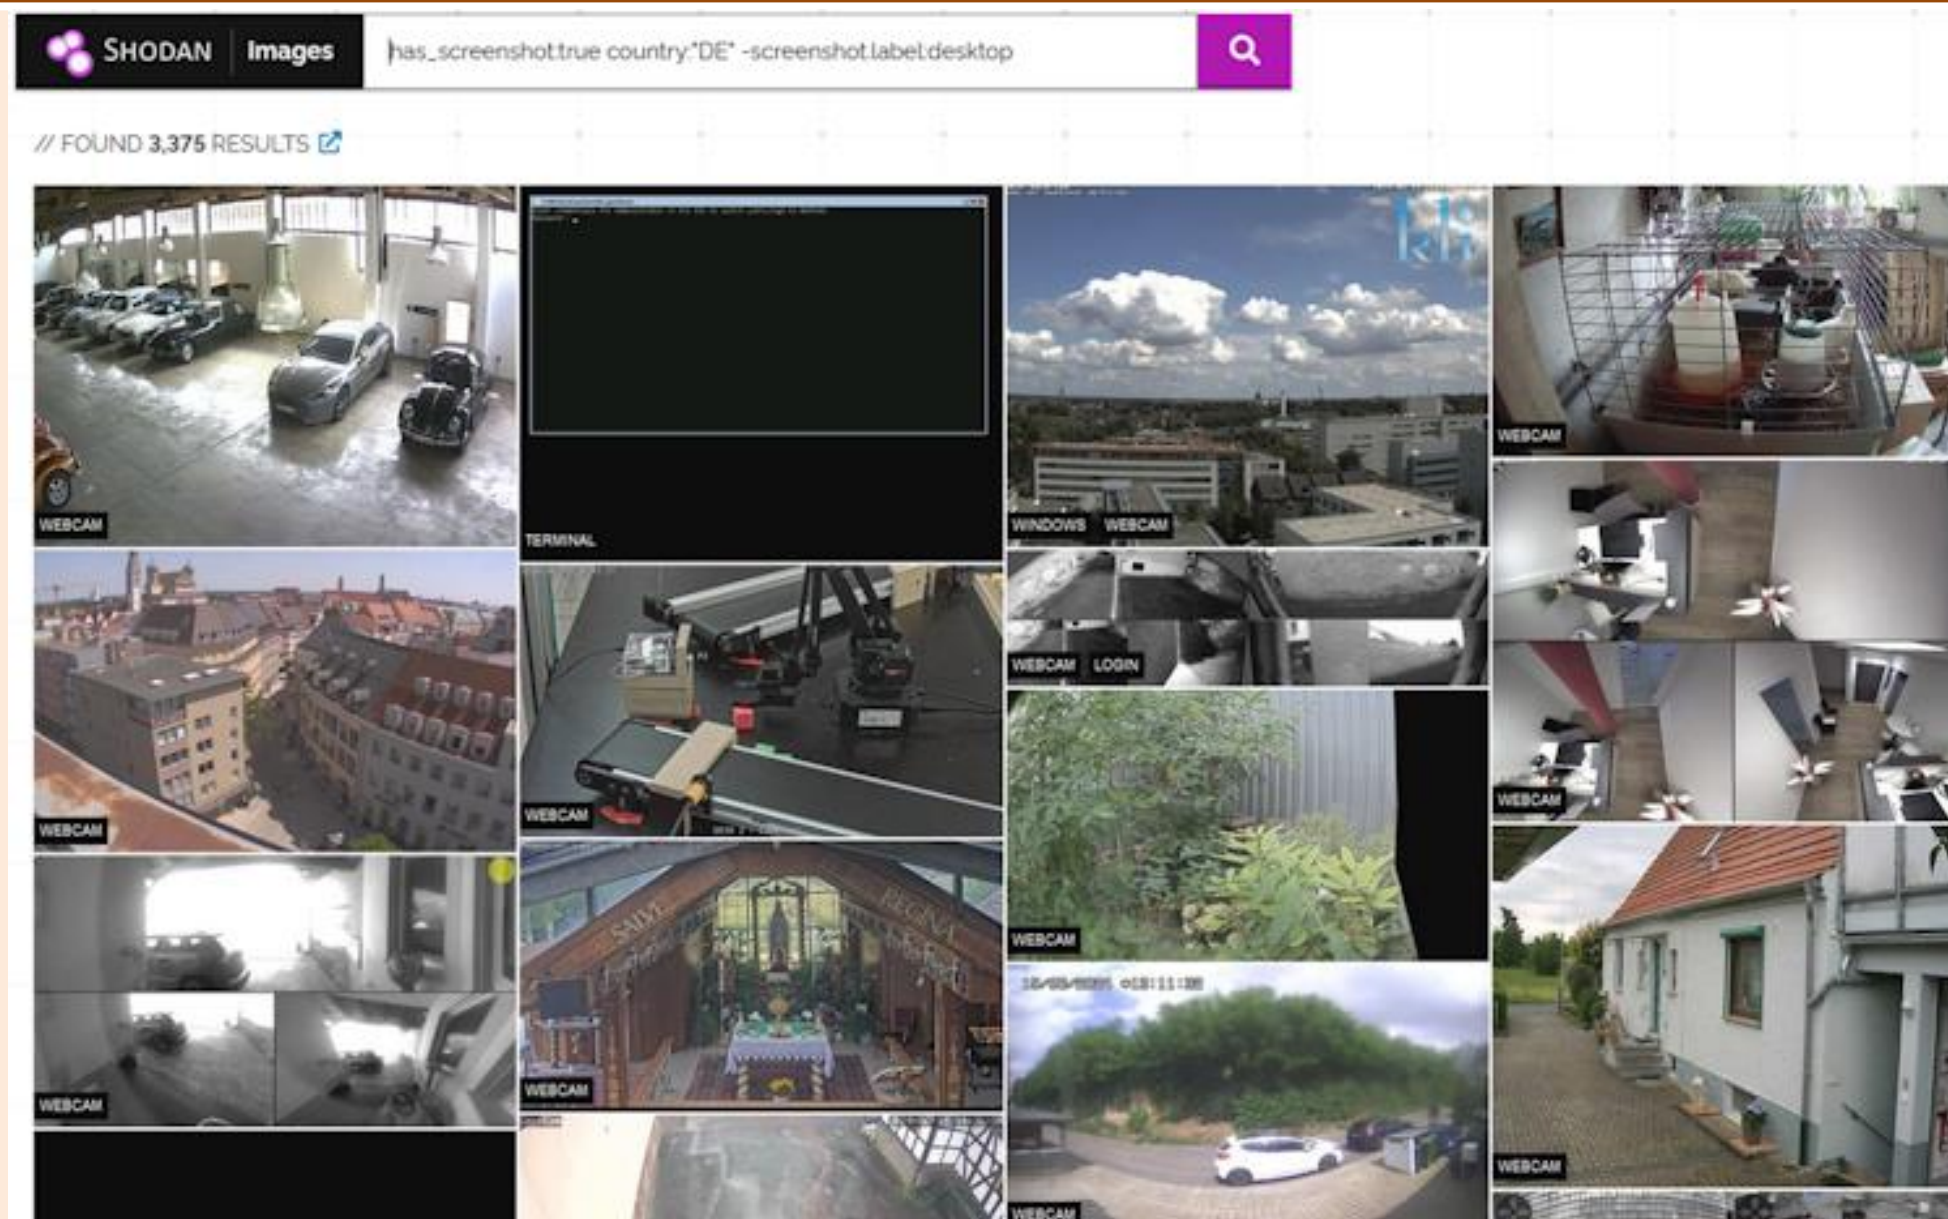 SHODAN Images
has_screenshot:true country:"DE" -screenshot.label:desktop
// FOUND 3,375 RESULTS
WEBCAM
TERMINAL
WINDOWS WEBCAM
WEBCAM
WEBCAM
WEBCAM
WEBCAM LOGIN
WEBCAM
WEBCAM
SALVE REGINA
WEBCAM
WEBCAM
WEBCAM
WEBCAM